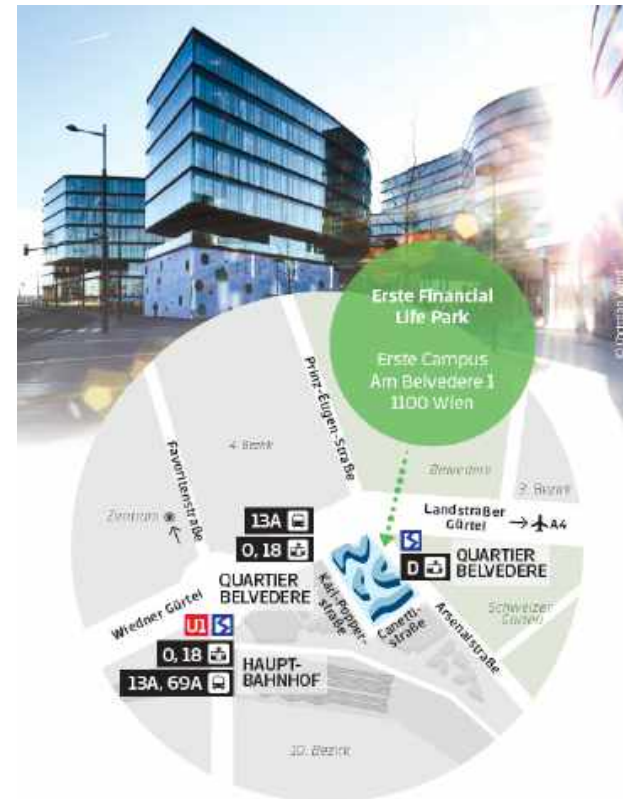 Erste Financial
Life Park
Erste Campus
Am Belvedere 1
1100 Wien
Prinz-Eugen-Straße
4. Bezirk
Favoritenstraße
Belvedere
3. Bezirk
Zentrum
Landstraßer
Gürtel
A4
13A
O, 18
QUARTIER
BELVEDERE
D
QUARTIER
BELVEDERE
Karl-Popper-
straße
Canetti-
straße
Arsenalstraße
Schweizer
Garten
Wiedner Gürtel
U1
O, 18
13A, 69A
HAUPT-
BAHNHOF
10. Bezirk